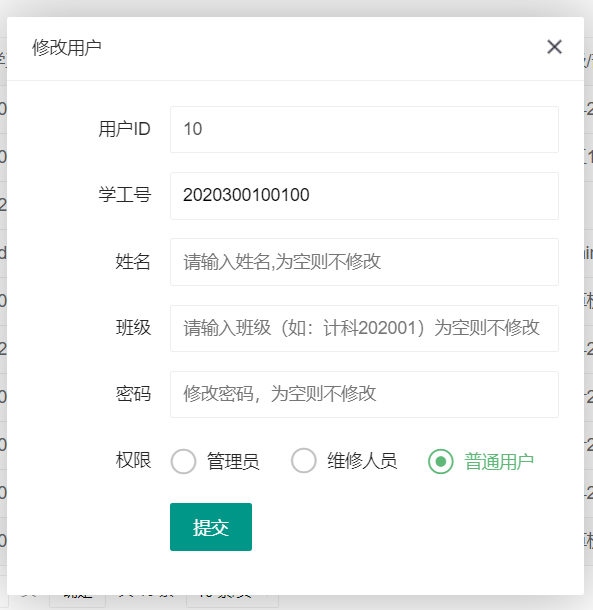 修改用户
用户ID 10
学工号 2020300100100
姓名 请输入姓名,为空则不修改
班级 请输入班级（如：计科202001）为空则不修改
密码 修改密码，为空则不修改
权限 管理员 维修人员 普通用户
提交